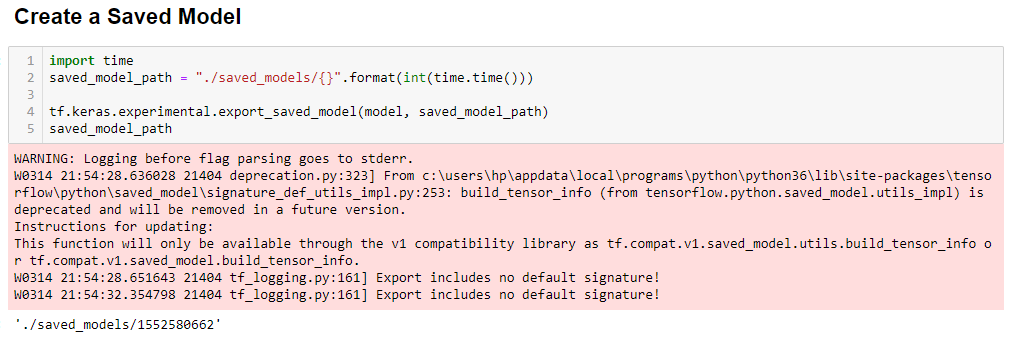 Create a Saved Model
1 import time
2 saved_model_path = "./saved_models/{}".format(int(time.time()))
3
4 tf.keras.experimental.export_saved_model(model, saved_model_path)
5 saved_model_path
WARNING: Logging before flag parsing goes to stderr.
W0314 21:54:28.636028 21404 deprecation.py:323] From c:\users\hp\appdata\local\programs\python\python36\lib\site-packages\tenso
rflow\python\saved_model\signature_def_utils_impl.py:253: build_tensor_info (from tensorflow.python.saved_model.utils_impl) is
deprecated and will be removed in a future version.
Instructions for updating:
This function will only be available through the v1 compatibility library as tf.compat.v1.saved_model.utils.build_tensor_info o
r tf.compat.v1.saved_model.build_tensor_info.
W0314 21:54:28.651643 21404 tf_logging.py:161] Export includes no default signature!
W0314 21:54:32.354798 21404 tf_logging.py:161] Export includes no default signature!
'./saved_models/1552580662'